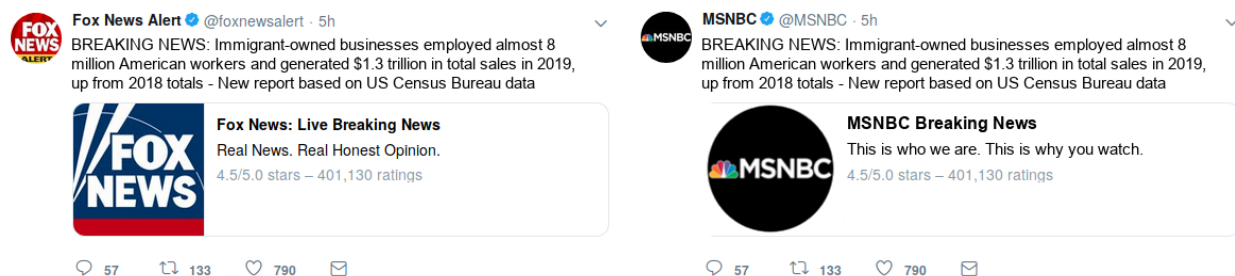 FOX
NEWS
ALERT
Fox News Alert @foxnewsalert · 5h
BREAKING NEWS: Immigrant-owned businesses employed almost 8
million American workers and generated $1.3 trillion in total sales in 2019,
up from 2018 totals - New report based on US Census Bureau data
FOX
NEWS
Fox News: Live Breaking News
Real News. Real Honest Opinion.
4.5/5.0 stars – 401,130 ratings
57 133 790
MSNBC
MSNBC @MSNBC · 5h
BREAKING NEWS: Immigrant-owned businesses employed almost 8
million American workers and generated $1.3 trillion in total sales in 2019,
up from 2018 totals - New report based on US Census Bureau data
MSNBC
MSNBC Breaking News
This is who we are. This is why you watch.
4.5/5.0 stars – 401,130 ratings
57 133 790